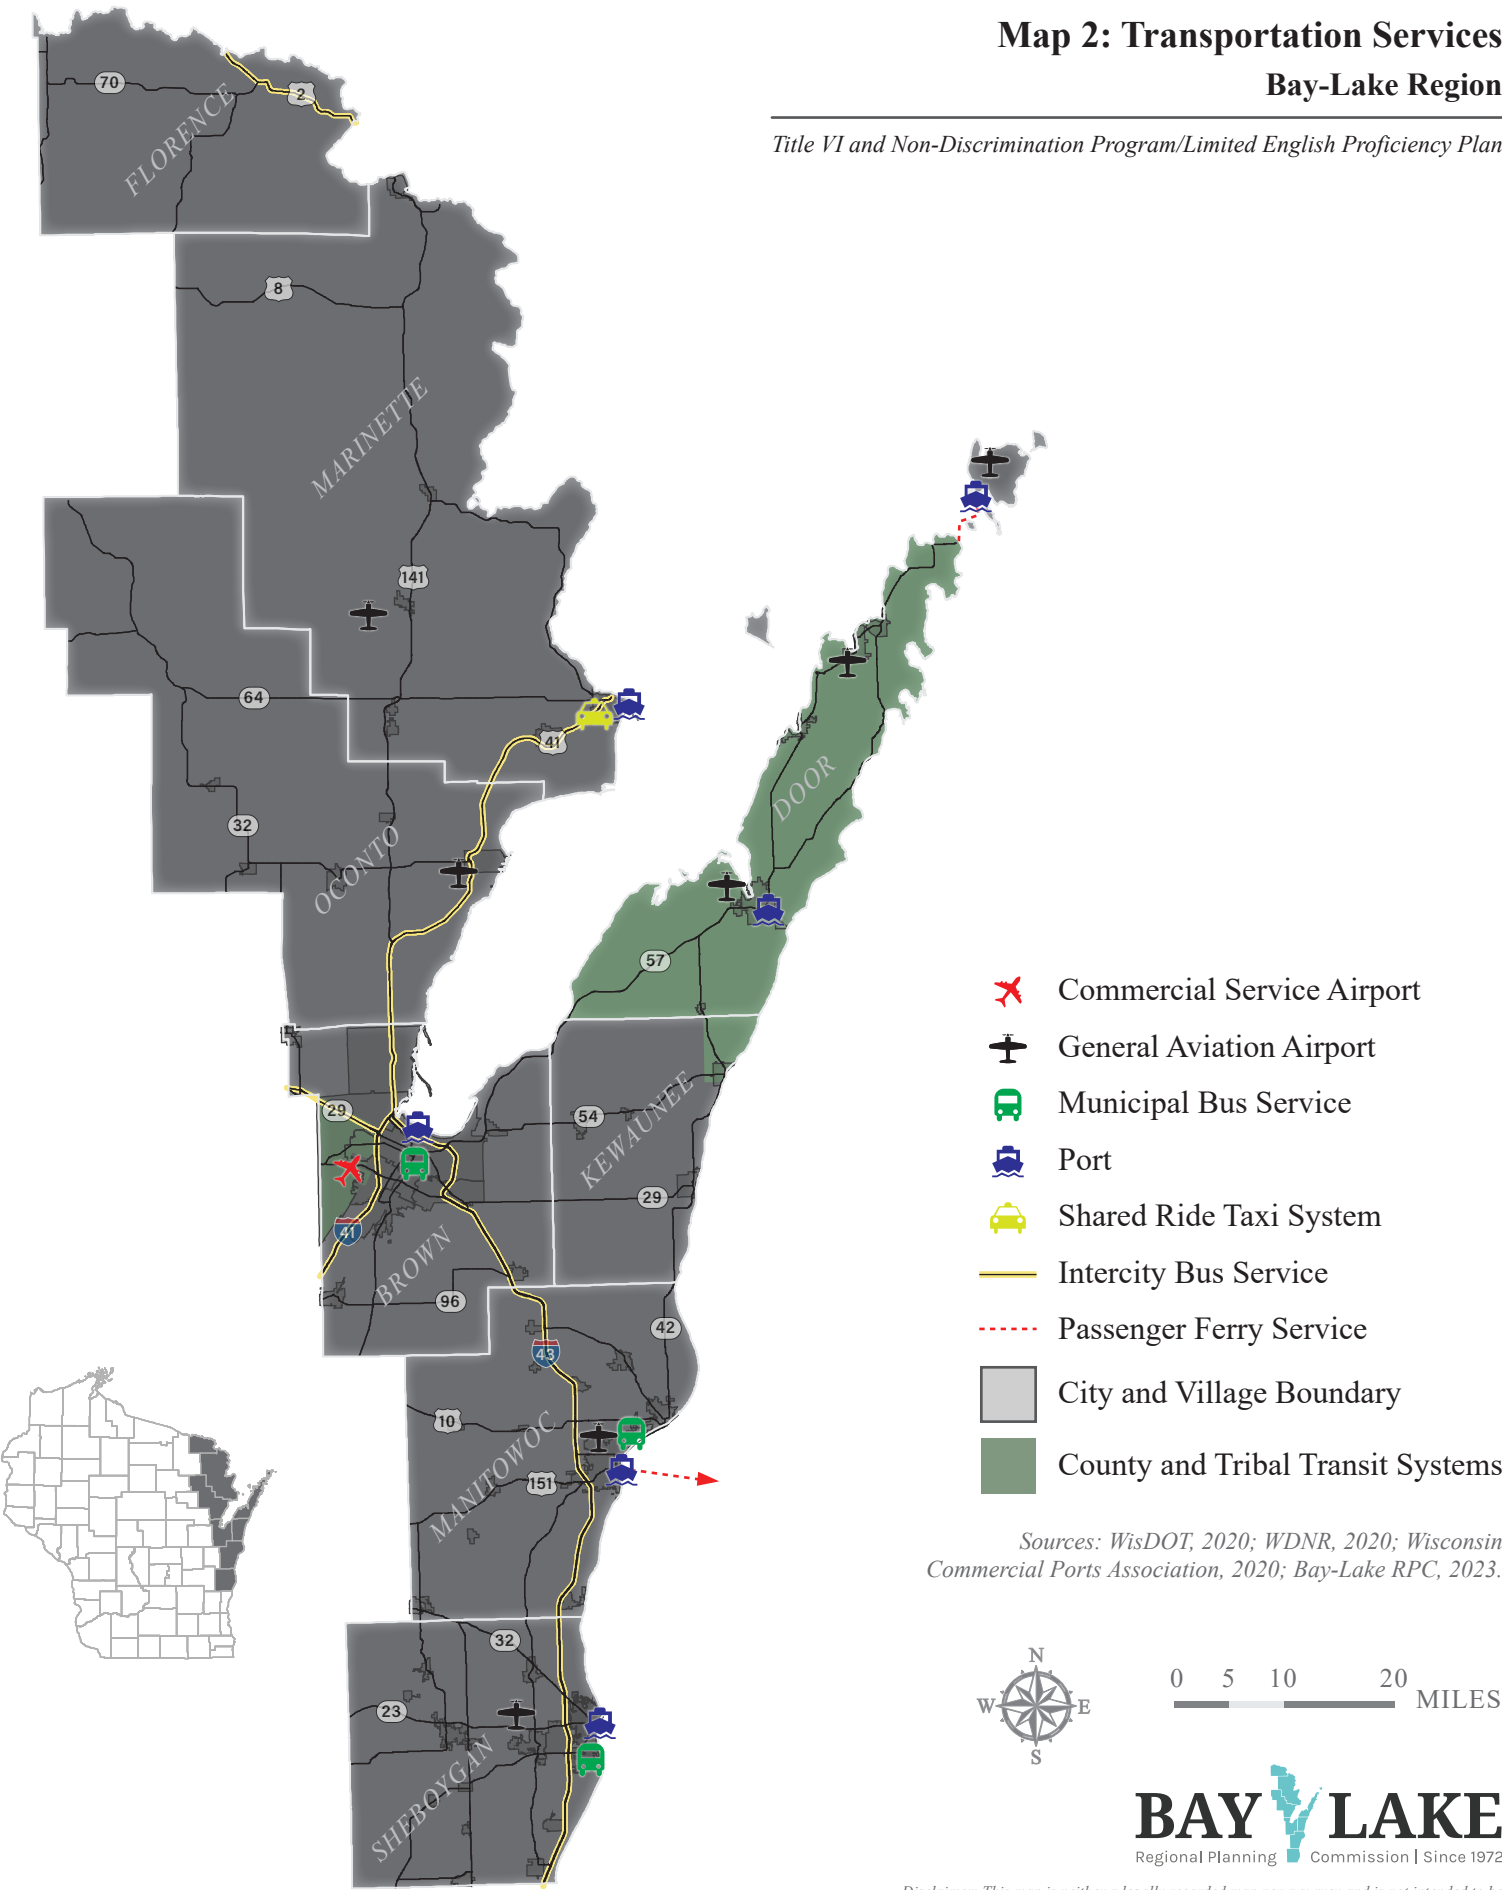 Map 2: Transportation Services
Bay-Lake Region
Title VI and Non-Discrimination Program/Limited English Proficiency Plan
70
2
FLORENCE
8
MARINETTE
141
64
41
32
OCONTO
DOOR
57
29
54
KEWAUNEE
29
41
BROWN
96
42
43
10
MANITOWOC
151
32
23
SHEBOYGAN
Commercial Service Airport
General Aviation Airport
Municipal Bus Service
Port
Shared Ride Taxi System
Intercity Bus Service
Passenger Ferry Service
City and Village Boundary
County and Tribal Transit Systems
Sources: WisDOT, 2020; WDNR, 2020; Wisconsin
Commercial Ports Association, 2020; Bay-Lake RPC, 2023.
N
W E
S
0 5 10 20
MILES
BAY LAKE
Regional Planning Commission | Since 1972